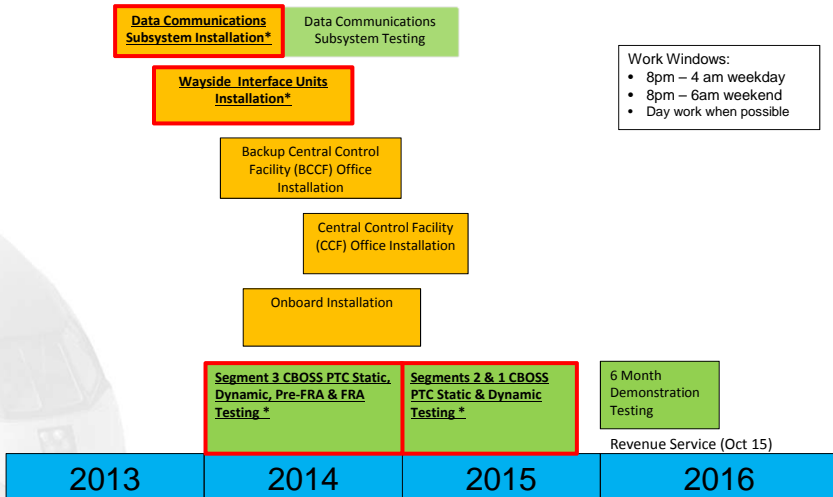 Data Communications
Subsystem Installation*
Data Communications
Subsystem Testing
Wayside  Interface Units
Installation*
Work Windows:
• 8pm – 4 am weekday
• 8pm – 6am weekend
• Day work when possible
Backup Central Control
Facility (BCCF) Office
Installation
Central Control Facility
(CCF) Office Installation
Onboard Installation
Segment 3 CBOSS PTC Static,
Dynamic, Pre-FRA & FRA
Testing *
Segments 2 & 1 CBOSS
PTC Static & Dynamic
Testing *
6 Month
Demonstration
Testing
Revenue Service (Oct 15)
2013
2014
2015
2016